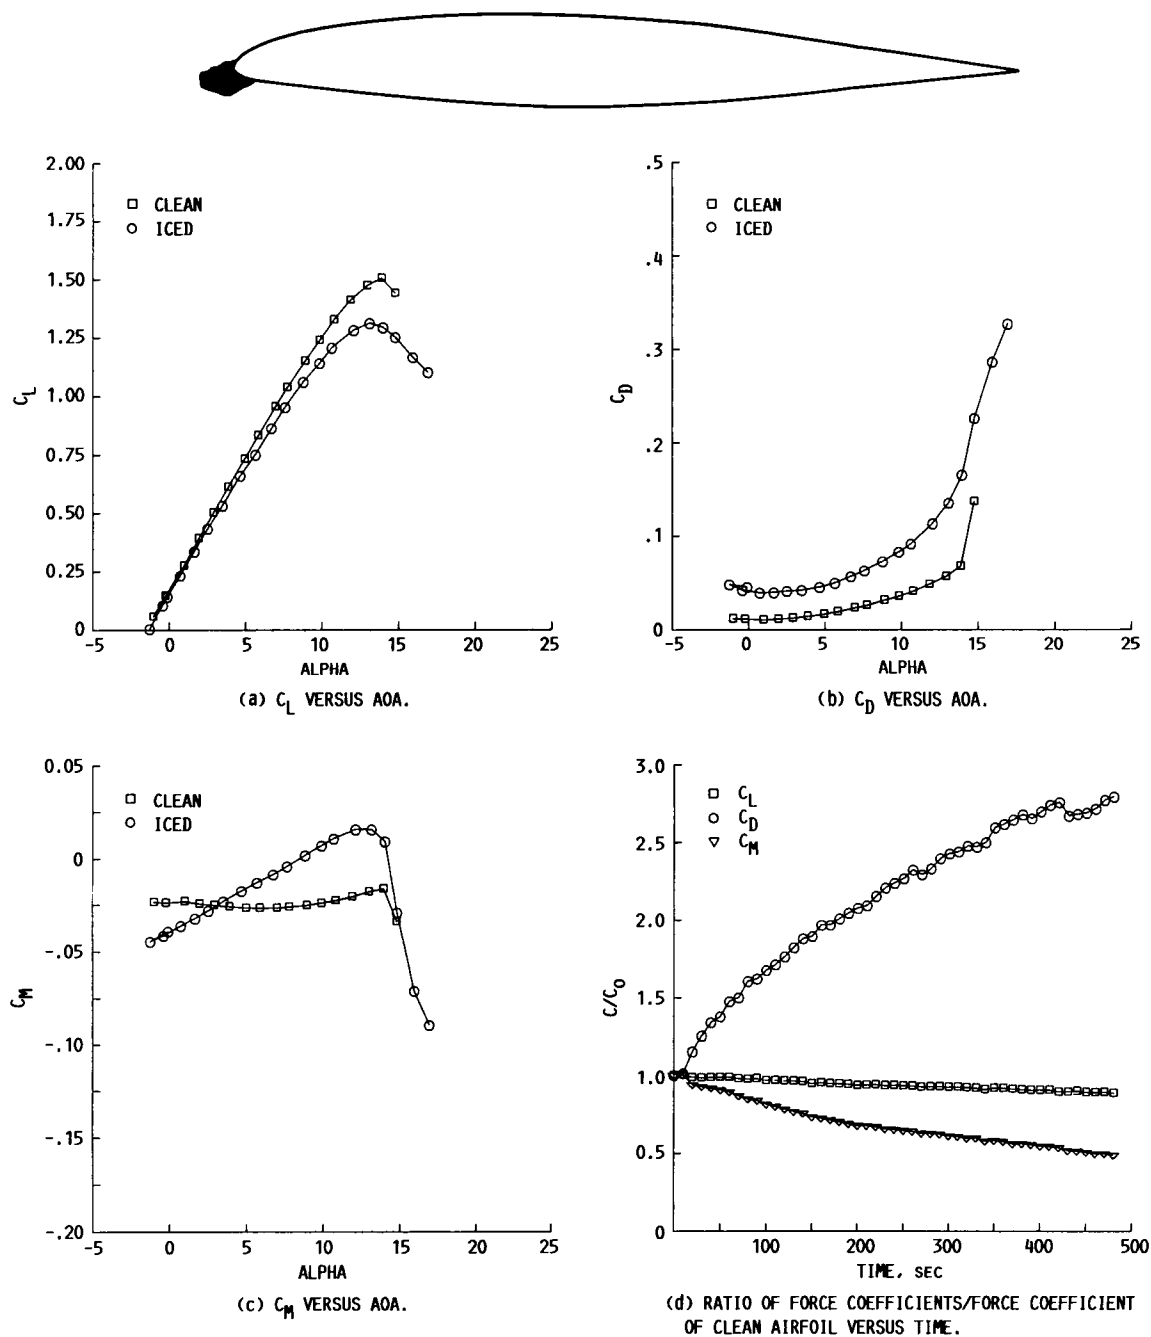 2.00
1.75
1.50
1.25
1.00
0.75
0.50
0.25
0
C_L
CLEAN
ICED
-5 0 5 10 15 20 25
ALPHA
(a) C_L VERSUS AOA.
.5
.4
.3
.2
.1
0
C_D
CLEAN
ICED
-5 0 5 10 15 20 25
ALPHA
(b) C_D VERSUS AOA.
0.05
0
-.05
-.10
-.15
-.20
C_M
CLEAN
ICED
-5 0 5 10 15 20 25
ALPHA
(c) C_M VERSUS AOA.
3.0
2.5
2.0
1.5
1.0
0.5
0
C/C_O
C_L
C_D
C_M
100 200 300 400 500
TIME, SEC
(d) RATIO OF FORCE COEFFICIENTS/FORCE COEFFICIENT
OF CLEAN AIRFOIL VERSUS TIME.